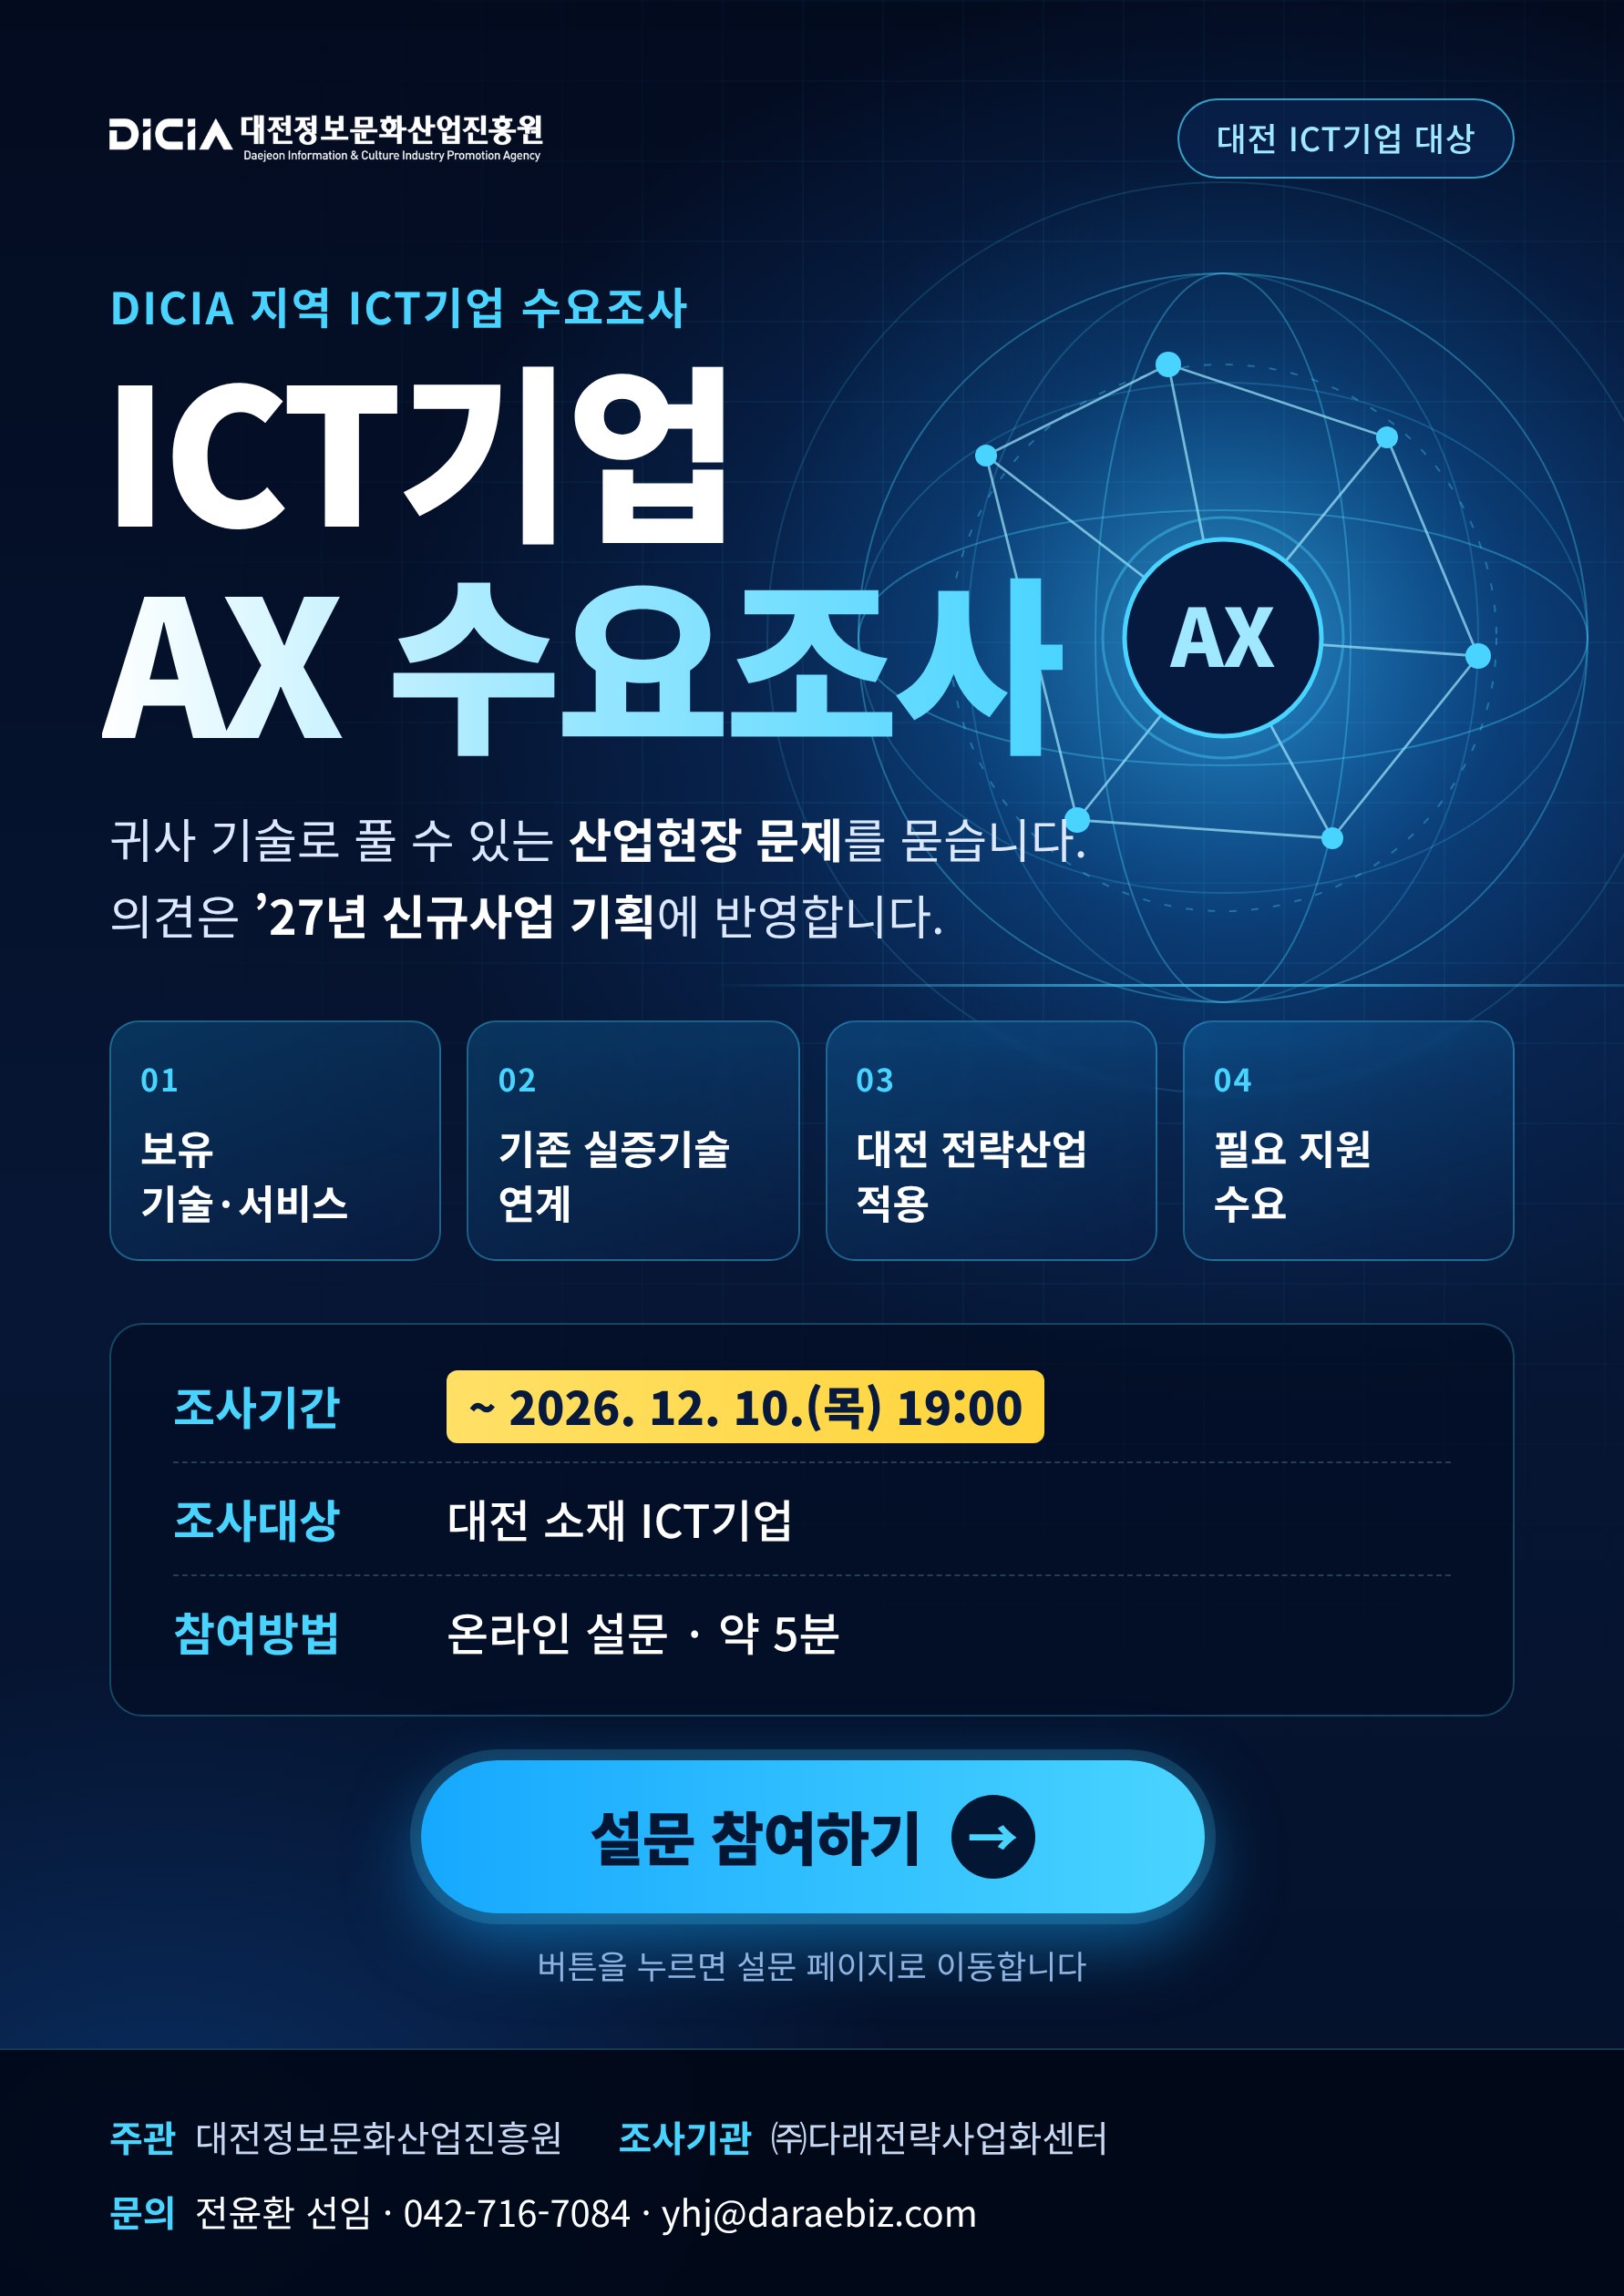 DiCiA 대전정보문화산업진흥원
Daejeon Information & Culture Industry Promotion Agency
대전 ICT기업 대상
DICIA 지역 ICT기업 수요조사
ICT기업
AX 수요조사
AX
귀사 기술로 풀 수 있는 산업현장 문제를 묻습니다.
의견은 ’27년 신규사업 기획에 반영합니다.
01
보유
기술·서비스
02
기존 실증기술
연계
03
대전 전략산업
적용
04
필요 지원
수요
조사기간 ~ 2026. 12. 10.(목) 19:00
조사대상 대전 소재 ICT기업
참여방법 온라인 설문 · 약 5분
설문 참여하기 →
버튼을 누르면 설문 페이지로 이동합니다
주관 대전정보문화산업진흥원 조사기관 ㈜다래전략사업화센터
문의 전윤환 선임 · 042-716-7084 · yhj@daraebiz.com